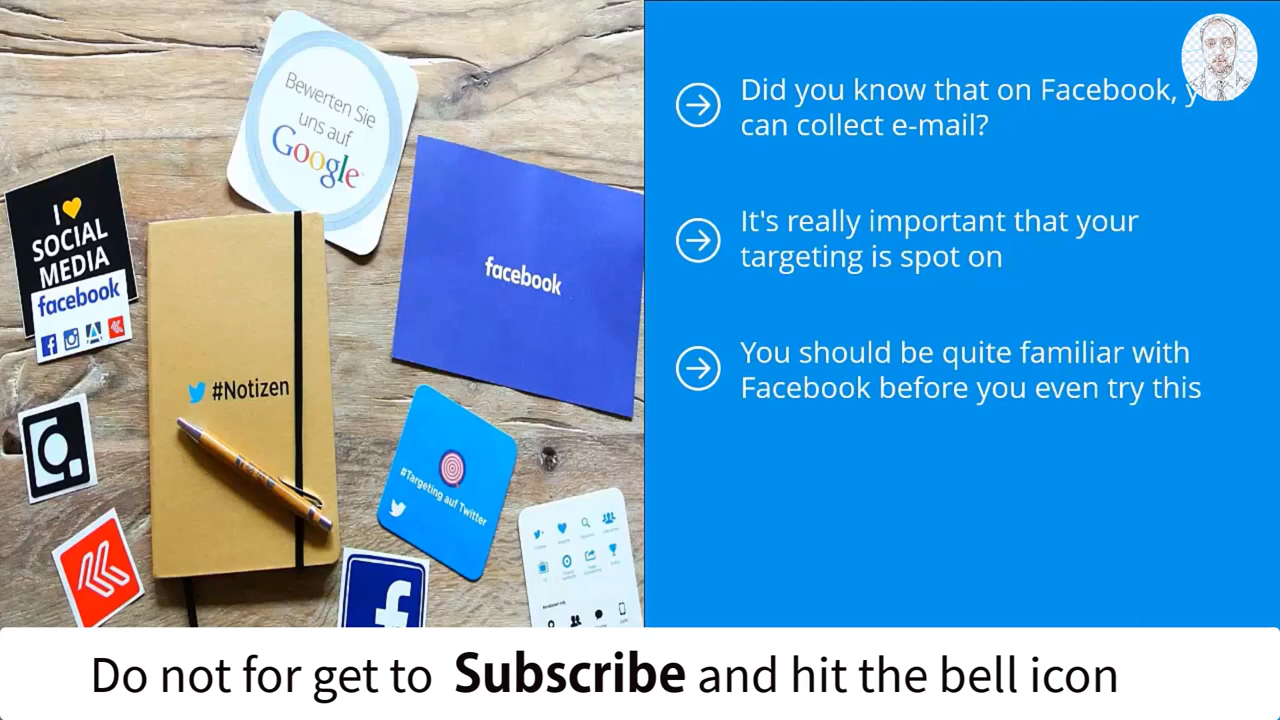 Bewerten Sie
uns auf
Google
I
SOCIAL
MEDIA
facebook
facebook
#Notizen
#Targeting auf Twitter
Did you know that on Facebook,
can collect e-mail?
It's really important that your
targeting is spot on
You should be quite familiar with
Facebook before you even try this
Do not for get to Subscribe and hit the bell icon